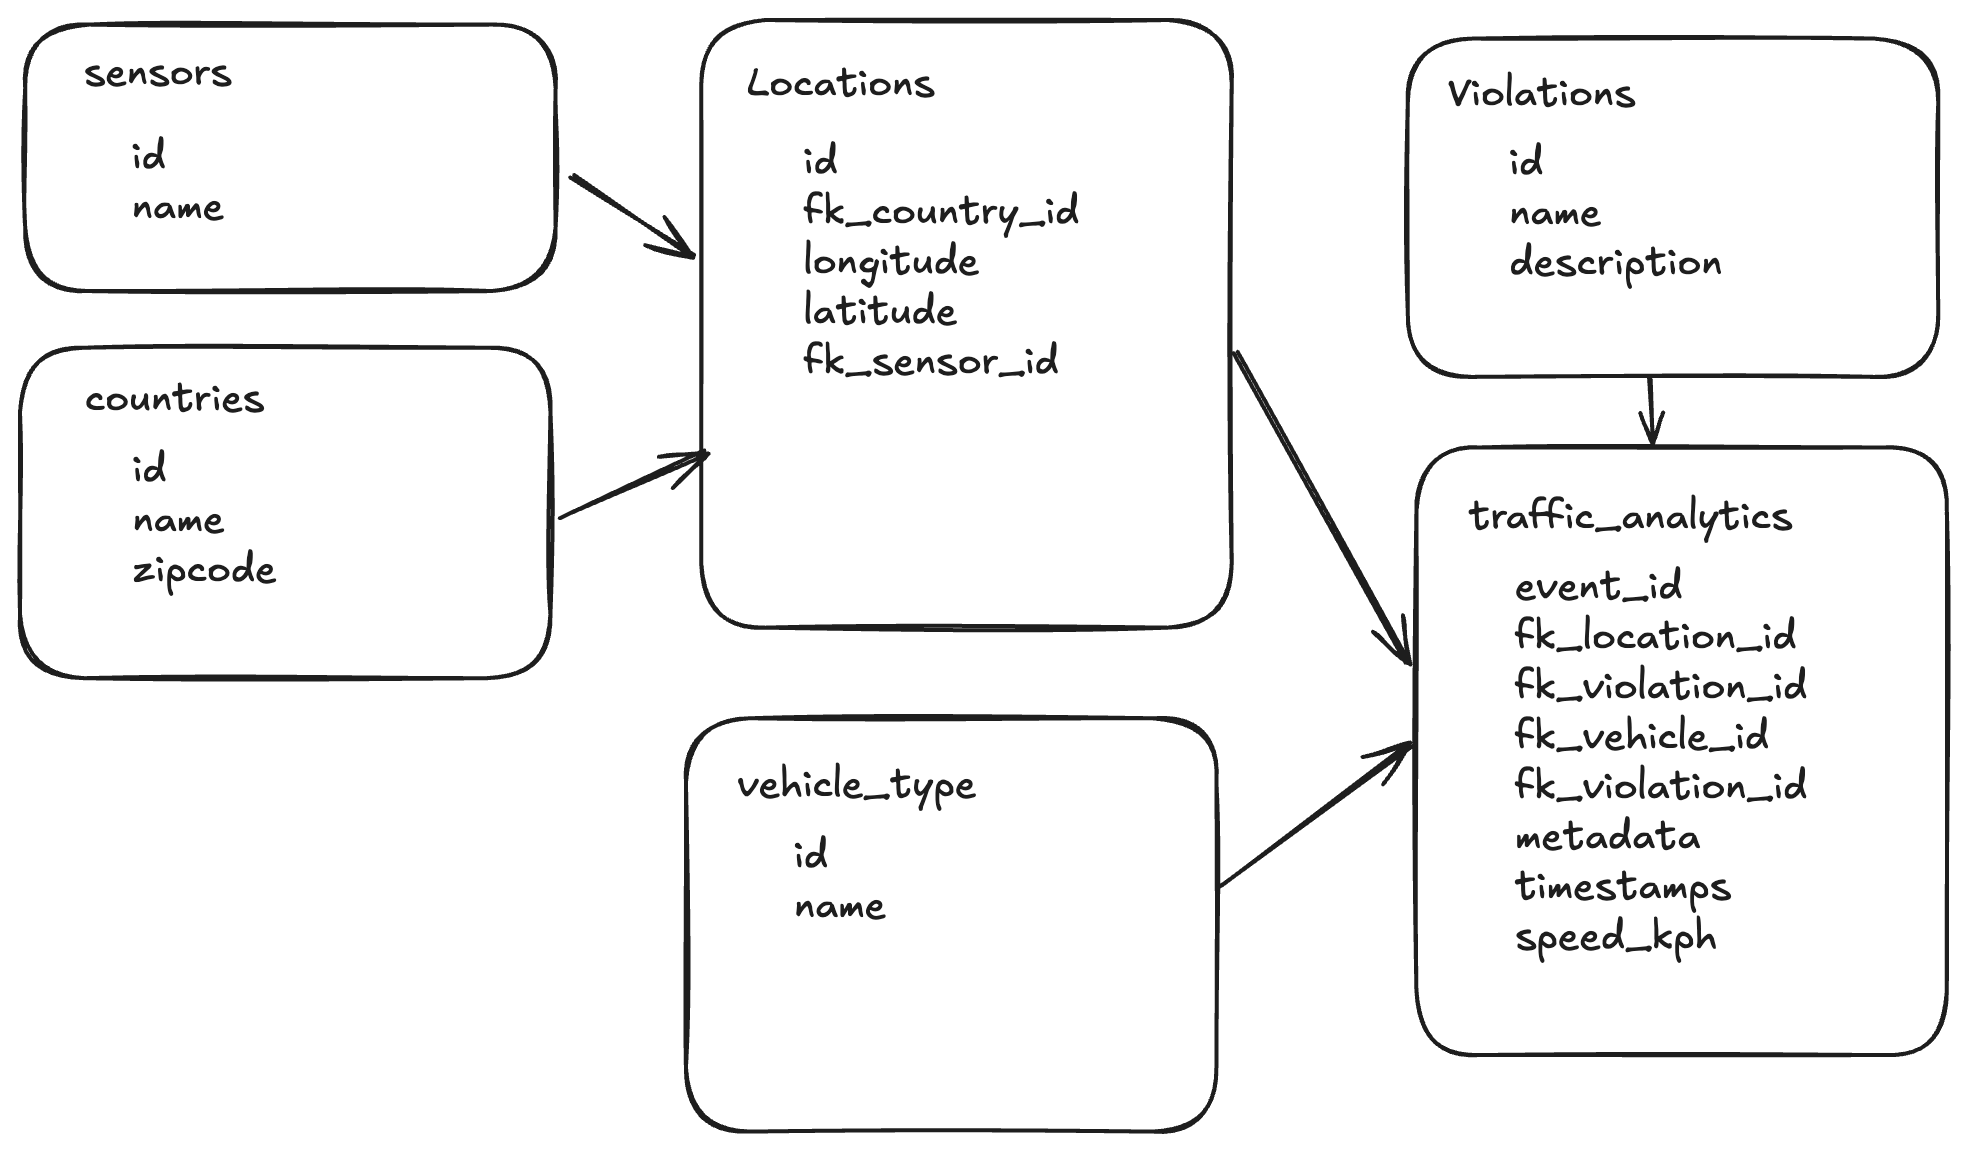 sensors
id
name
countries
id
name
zipcode
Locations
id
fk_country_id
longitude
latitude
fk_sensor_id
vehicle_type
id
name
Violations
id
name
description
traffic_analytics
event_id
fk_location_id
fk_violation_id
fk_vehicle_id
fk_violation_id
metadata
timestamps
speed_kph